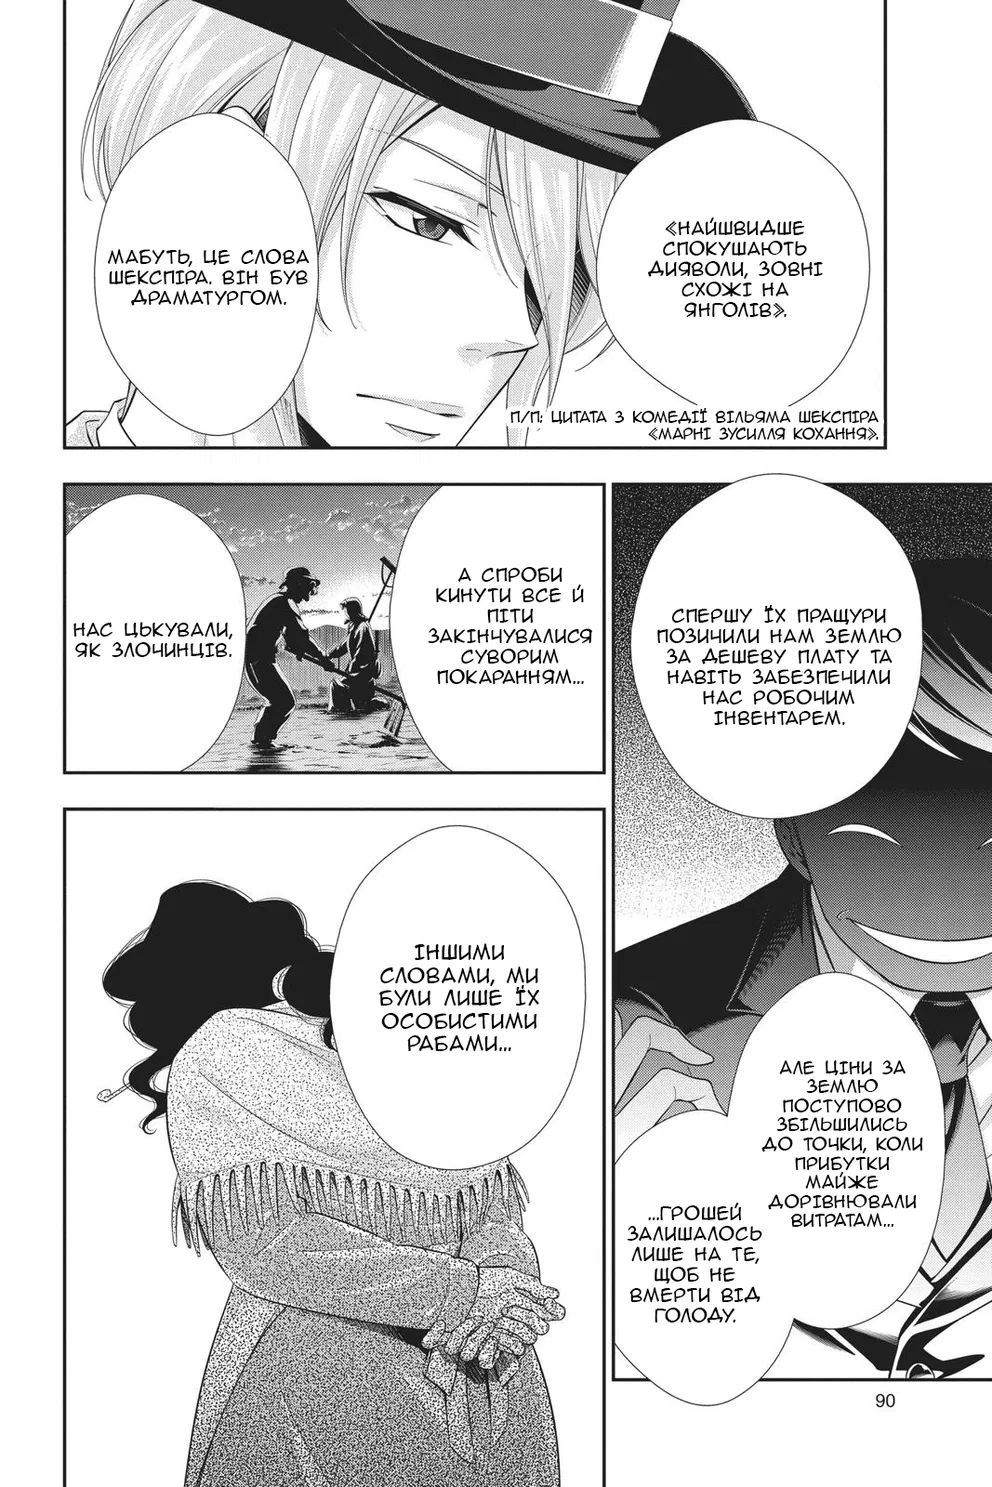 «НАЙШВИДШЕ
СПОКУШАЮТЬ
ДИЯВОЛИ, ЗОВНІ
СХОЖІ НА
ЯНГОЛІВ».
МАБУТЬ, ЦЕ СЛОВА
ШЕКСПІРА. ВІН БУВ
ДРАМАТУРГОМ.
П/П: ЦИТАТА З КОМЕДІЇ ВІЛЬЯМА ШЕКСПІРА
«МАРНІ ЗУСИЛЛЯ КОХАННЯ».
СПЕРШУ ЇХ ПРАЩУРИ
ПОЗИЧИЛИ НАМ ЗЕМЛЮ
ЗА ДЕШЕВУ ПЛАТУ ТА
НАВІТЬ ЗАБЕЗПЕЧИЛИ
НАС РОБОЧИМ
ІНВЕНТАРЕМ.
АЛЕ ЦІНИ ЗА
ЗЕМЛЮ
ПОСТУПОВО
ЗБІЛЬШИЛИСЬ
ДО ТОЧКИ, КОЛИ
ПРИБУТКИ
МАЙЖЕ
ДОРІВНЮВАЛИ
ВИТРАТАМ...
...ГРОШЕЙ
ЗАЛИШАЛОСЬ
ЛИШЕ НА ТЕ,
ЩОБ НЕ
ВМЕРТИ ВІД
ГОЛОДУ.
А СПРОБИ
КИНУТИ ВСЕ Й
ПІТИ
ЗАКІНЧУВАЛИСЯ
СУВОРИМ
ПОКАРАННЯМ...
НАС ЦЬКУВАЛИ,
ЯК ЗЛОЧИНЦІВ.
ІНШИМИ
СЛОВАМИ, МИ
БУЛИ ЛИШЕ ЇХ
ОСОБИСТИМИ
РАБАМИ...
90